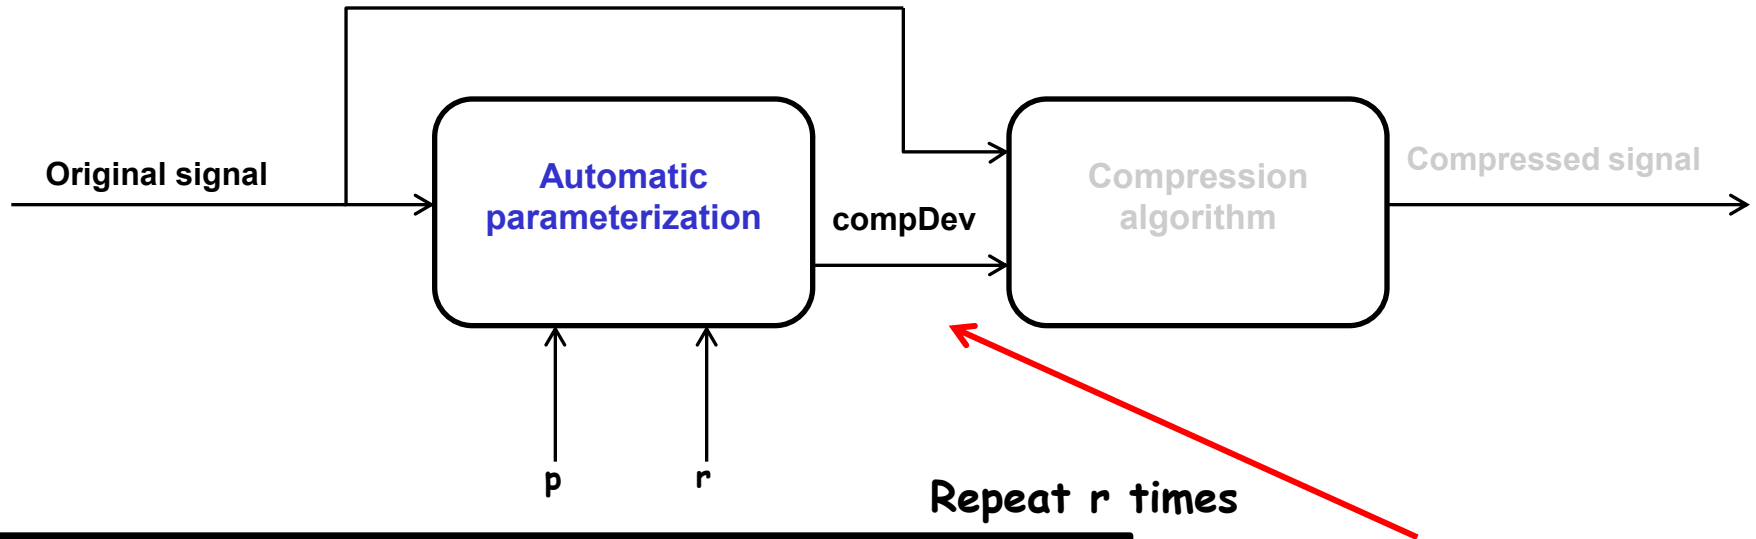 Original signal
Automatic
parameterization
compDev
Compression
algorithm
Compressed signal
p
r
Repeat r times